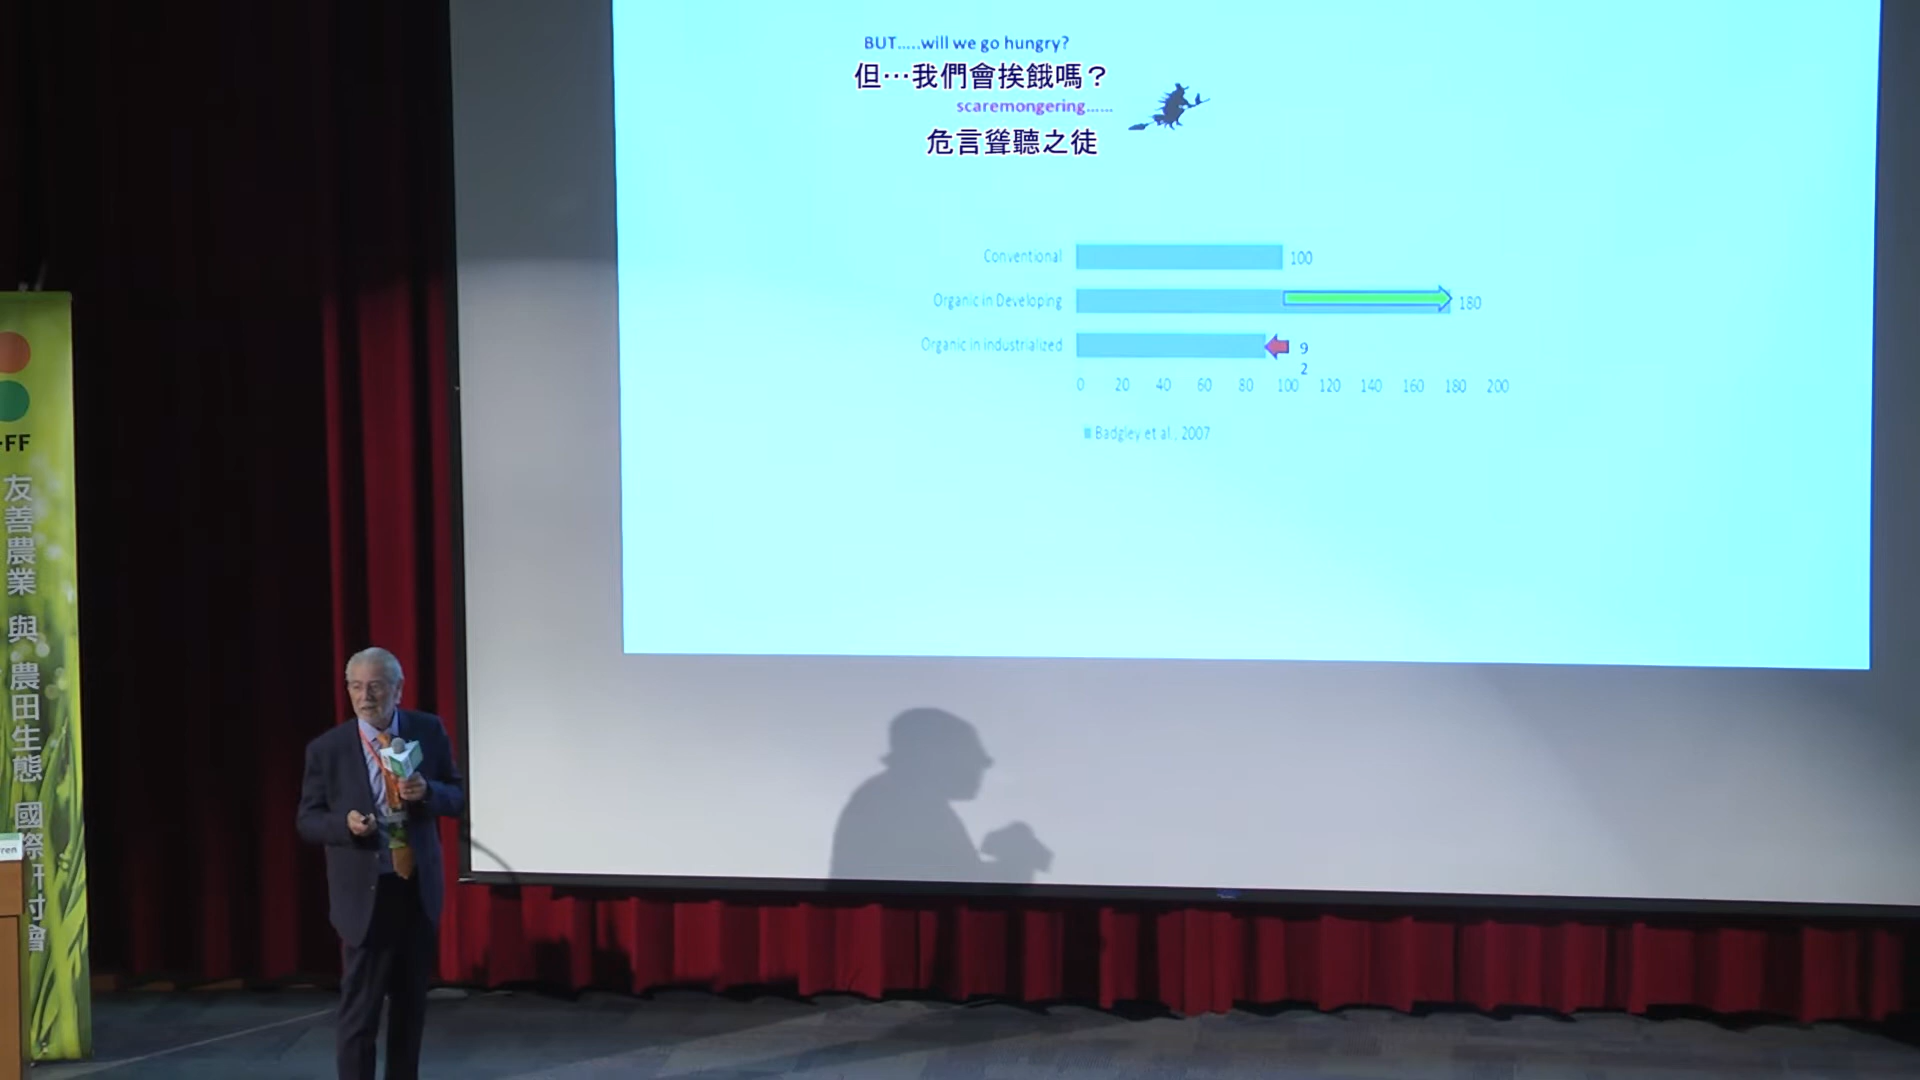 BUT.....will we go hungry?
但…我們會挨餓嗎？
scaremongering......
危言聳聽之徒
Conventional 100
Organic in Developing 180
Organic in industrialized 9
2
0 20 40 60 80 100 120 140 160 180 200
Badgley et al., 2007
-FF
友善農業 與 農田生態 國際研討會
ren